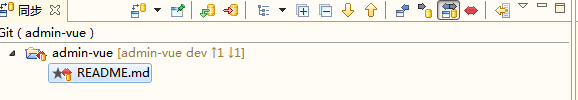 同步
Git ( admin-vue )
admin-vue [admin-vue dev ↑1 ↓1]
README.md